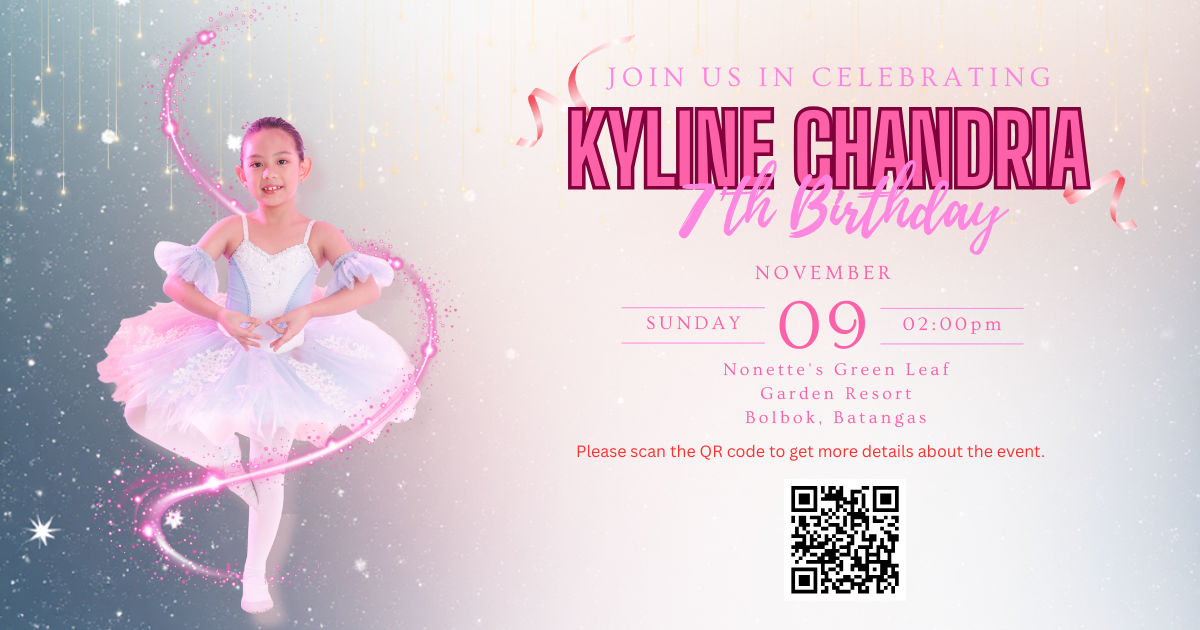 JOIN US IN CELEBRATING
KYLINE CHANDRIA
7th Birthday
NOVEMBER
SUNDAY 09 02:00pm
Nonette's Green Leaf
Garden Resort
Bolbok, Batangas
Please scan the QR code to get more details about the event.